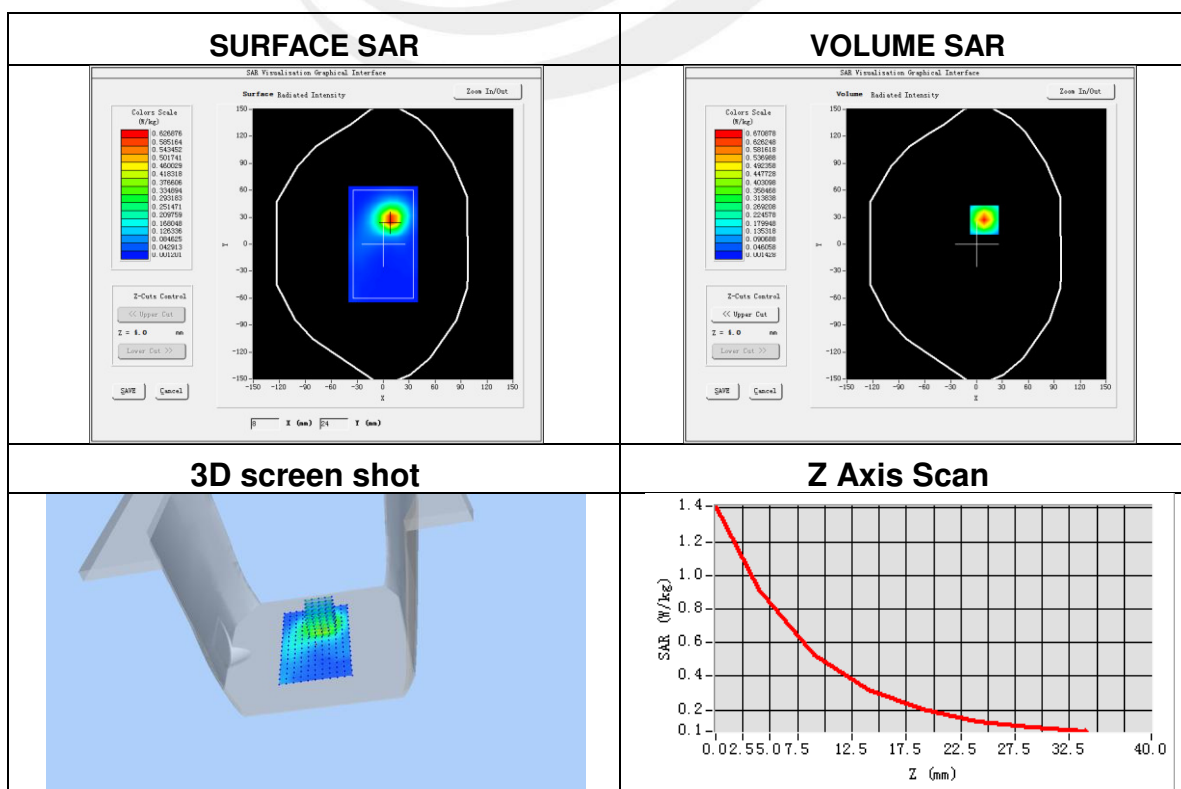 SURFACE SAR
VOLUME SAR
SAR Visualisation Graphical Interface
Surface Radiated Intensity
Zoom In/Out
Colors Scale
(W/kg)
0.626876
0.585164
0.543452
0.501741
0.460029
0.418318
0.376606
0.334894
0.293183
0.251471
0.209759
0.168048
0.126336
0.084625
0.042913
0.001201
Z-Cuts Control
<< Upper Cut
Z = 4.0 mm
Lower Cut >>
SAVE
Cancel
150
120
90
60
30
0
-30
-60
-90
-120
-150
Y
-150 -120 -90 -60 -30 0 30 60 90 120 150
X
8 X (mm) 24 Y (mm)
SAR Visualisation Graphical Interface
Volume Radiated Intensity
Zoom In/Out
Colors Scale
(W/kg)
0.670878
0.626248
0.581618
0.536988
0.492358
0.447728
0.403098
0.358468
0.313838
0.269208
0.224578
0.179948
0.135318
0.090688
0.046058
0.001428
Z-Cuts Control
<< Upper Cut
Z = 4.0 mm
Lower Cut >>
SAVE
Cancel
150
120
90
60
30
0
-30
-60
-90
-120
-150
Y
-150 -120 -90 -60 -30 0 30 60 90 120 150
X
3D screen shot
Z Axis Scan
1.4
1.2
1.0
0.8
0.6
0.4
0.2
0.1
SAR (W/kg)
0.0 2.5 5.0 7.5 12.5 17.5 22.5 27.5 32.5 40.0
Z (mm)